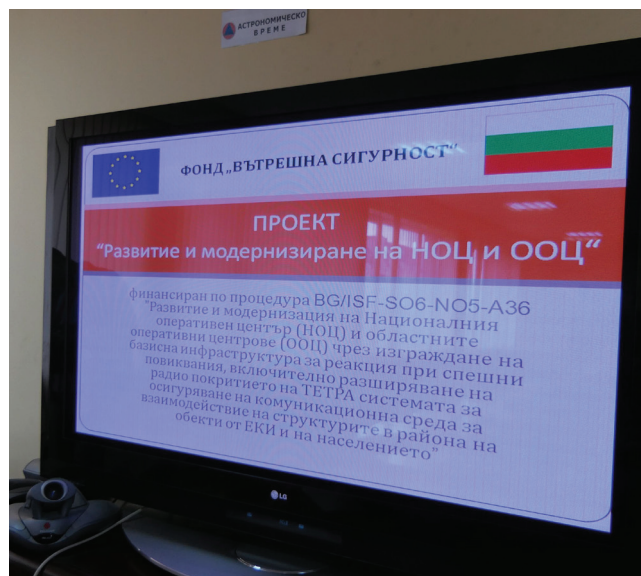 АСТРОНОМИЧЕСКО
ВРЕМЕ
ФОНД „ВЪТРЕШНА СИГУРНОСТ“
ПРОЕКТ
“Развитие и модернизиране на НОЦ и ООЦ“
финансиран по процедура BG/ISF-SO6-NO5-A36
"Развитие и модернизация на Националния
оперативен център (НОЦ) и областните
оперативни центрове (ООЦ) чрез изграждане на
базисна инфраструктура за реакция при спешни
повиквания, включително разширяване на
радио покритието на ТЕТРА системата за
осигуряване на комуникационна среда за
взаимодействие на структурите в района на
обекти от ЕКИ и на населението"
LG